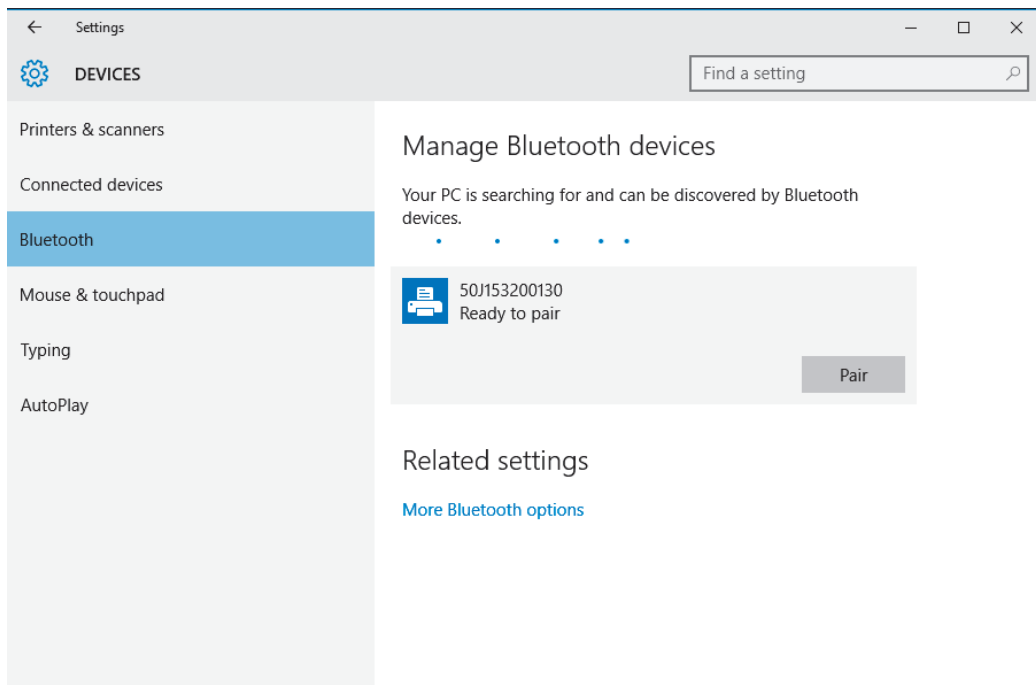 Settings
DEVICES
Find a setting
Printers & scanners
Connected devices
Bluetooth
Mouse & touchpad
Typing
AutoPlay
Manage Bluetooth devices
Your PC is searching for and can be discovered by Bluetooth
devices.
50J153200130
Ready to pair
Pair
Related settings
More Bluetooth options